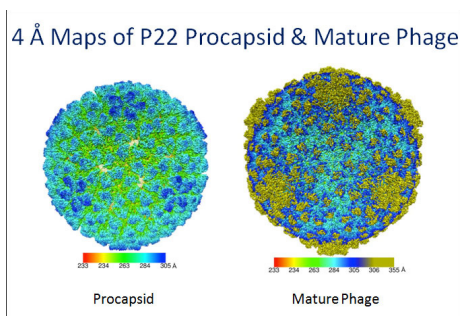 4 Å Maps of P22 Procapsid & Mature Phage
233 234 263 284 305 Å
233 234 263 284 305 306 355 Å
Procapsid
Mature Phage